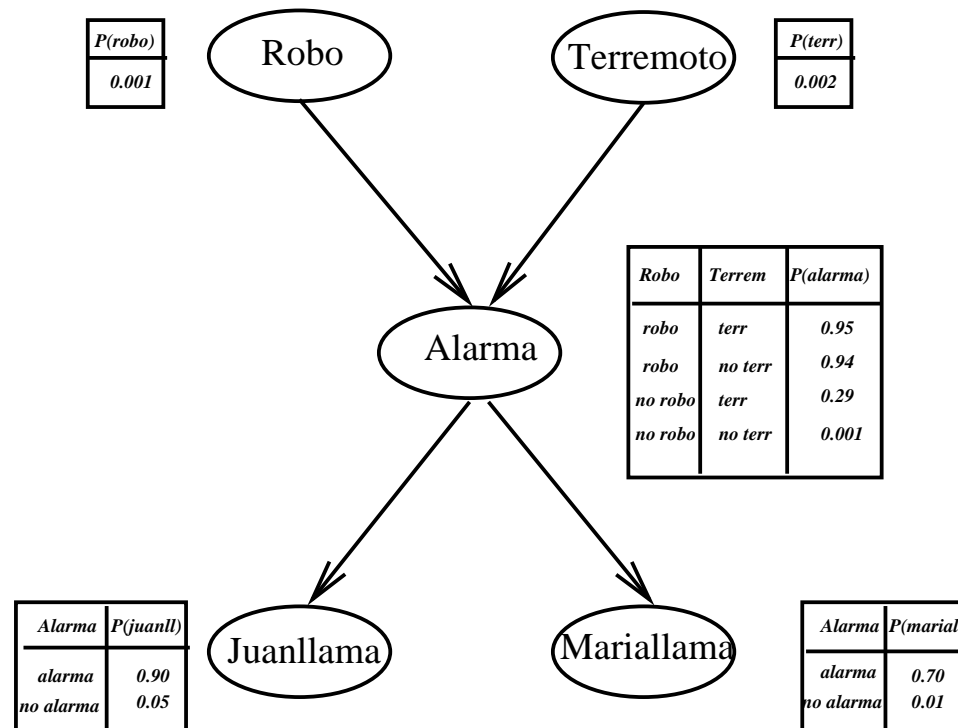 P(robo)
0.001
Robo
Terremoto
P(terr)
0.002
Robo Terrem P(alarma)
robo terr 0.95
robo no terr 0.94
no robo terr 0.29
no robo no terr 0.001
Alarma
Alarma P(juanll)
alarma 0.90
no alarma 0.05
Juanllama
Mariallama
Alarma P(marial
alarma 0.70
no alarma 0.01